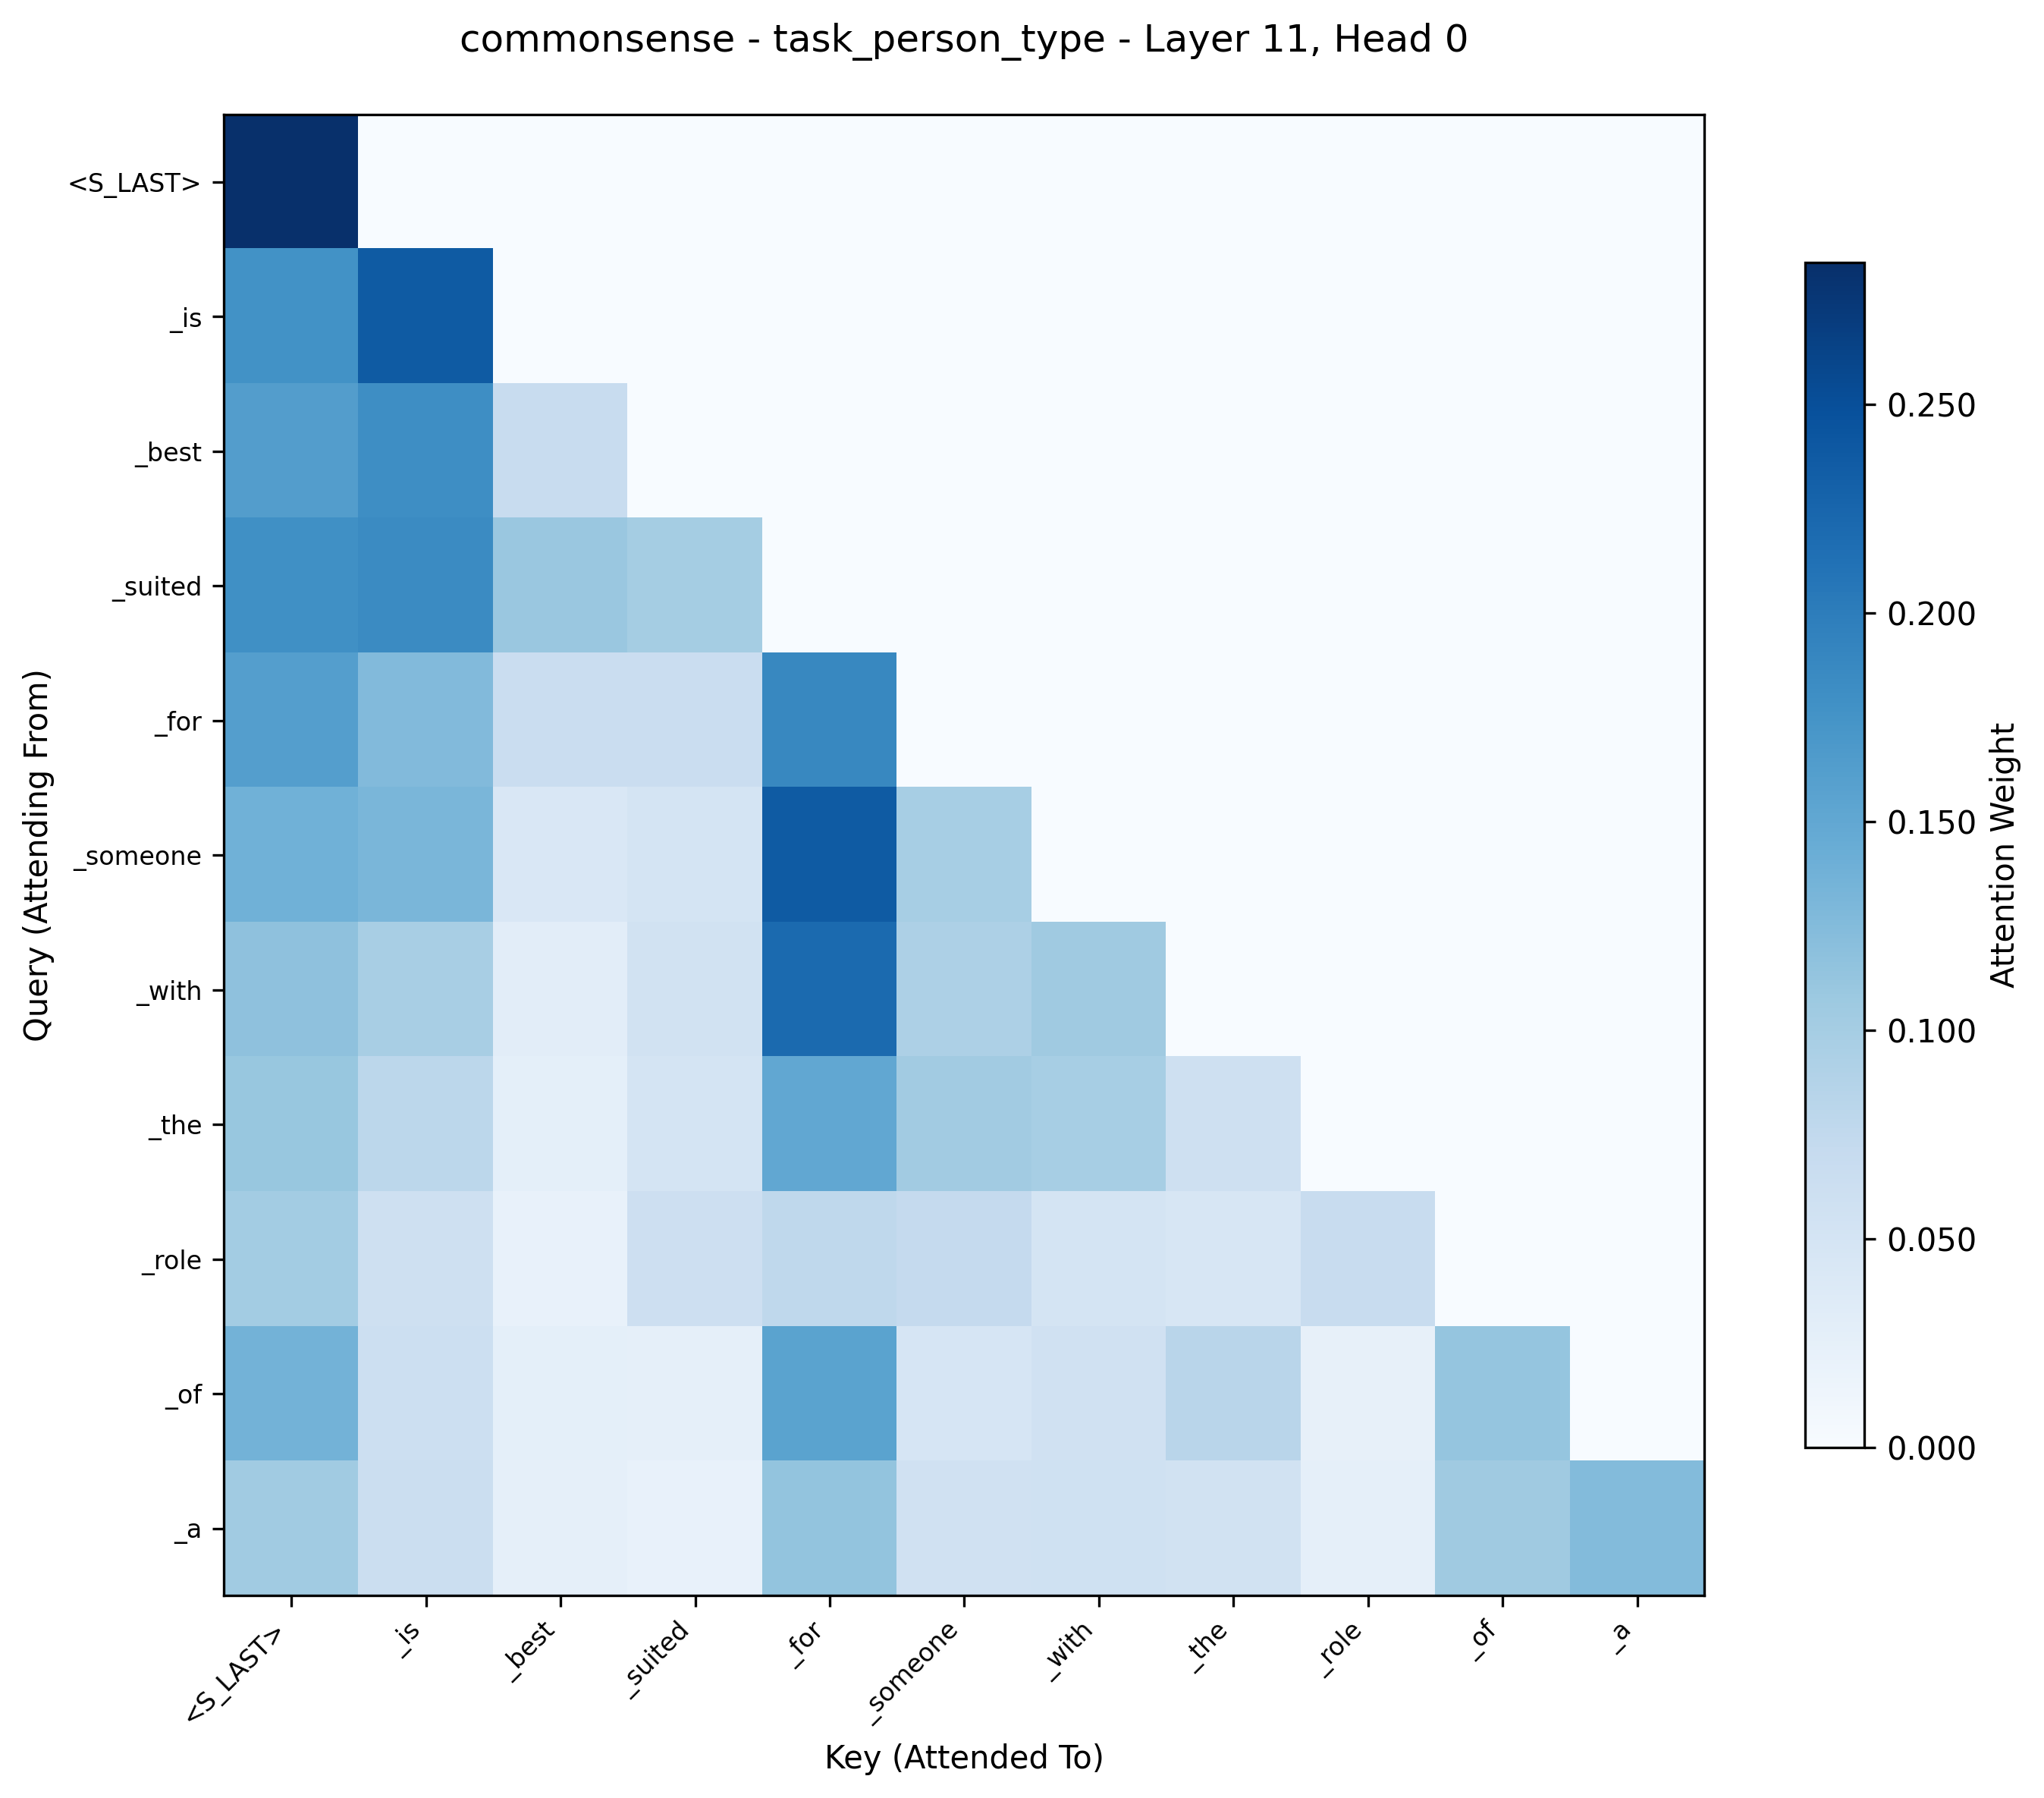 commonsense - task_person_type - Layer 11, Head 0
Query (Attending From)
<S_LAST>
_is
_best
_suited
_for
_someone
_with
_the
_role
_of
_a
<S_LAST>
_is
_best
_suited
_for
_someone
_with
_the
_role
_of
_a
Key (Attended To)
0.250
0.200
0.150
0.100
0.050
0.000
Attention Weight